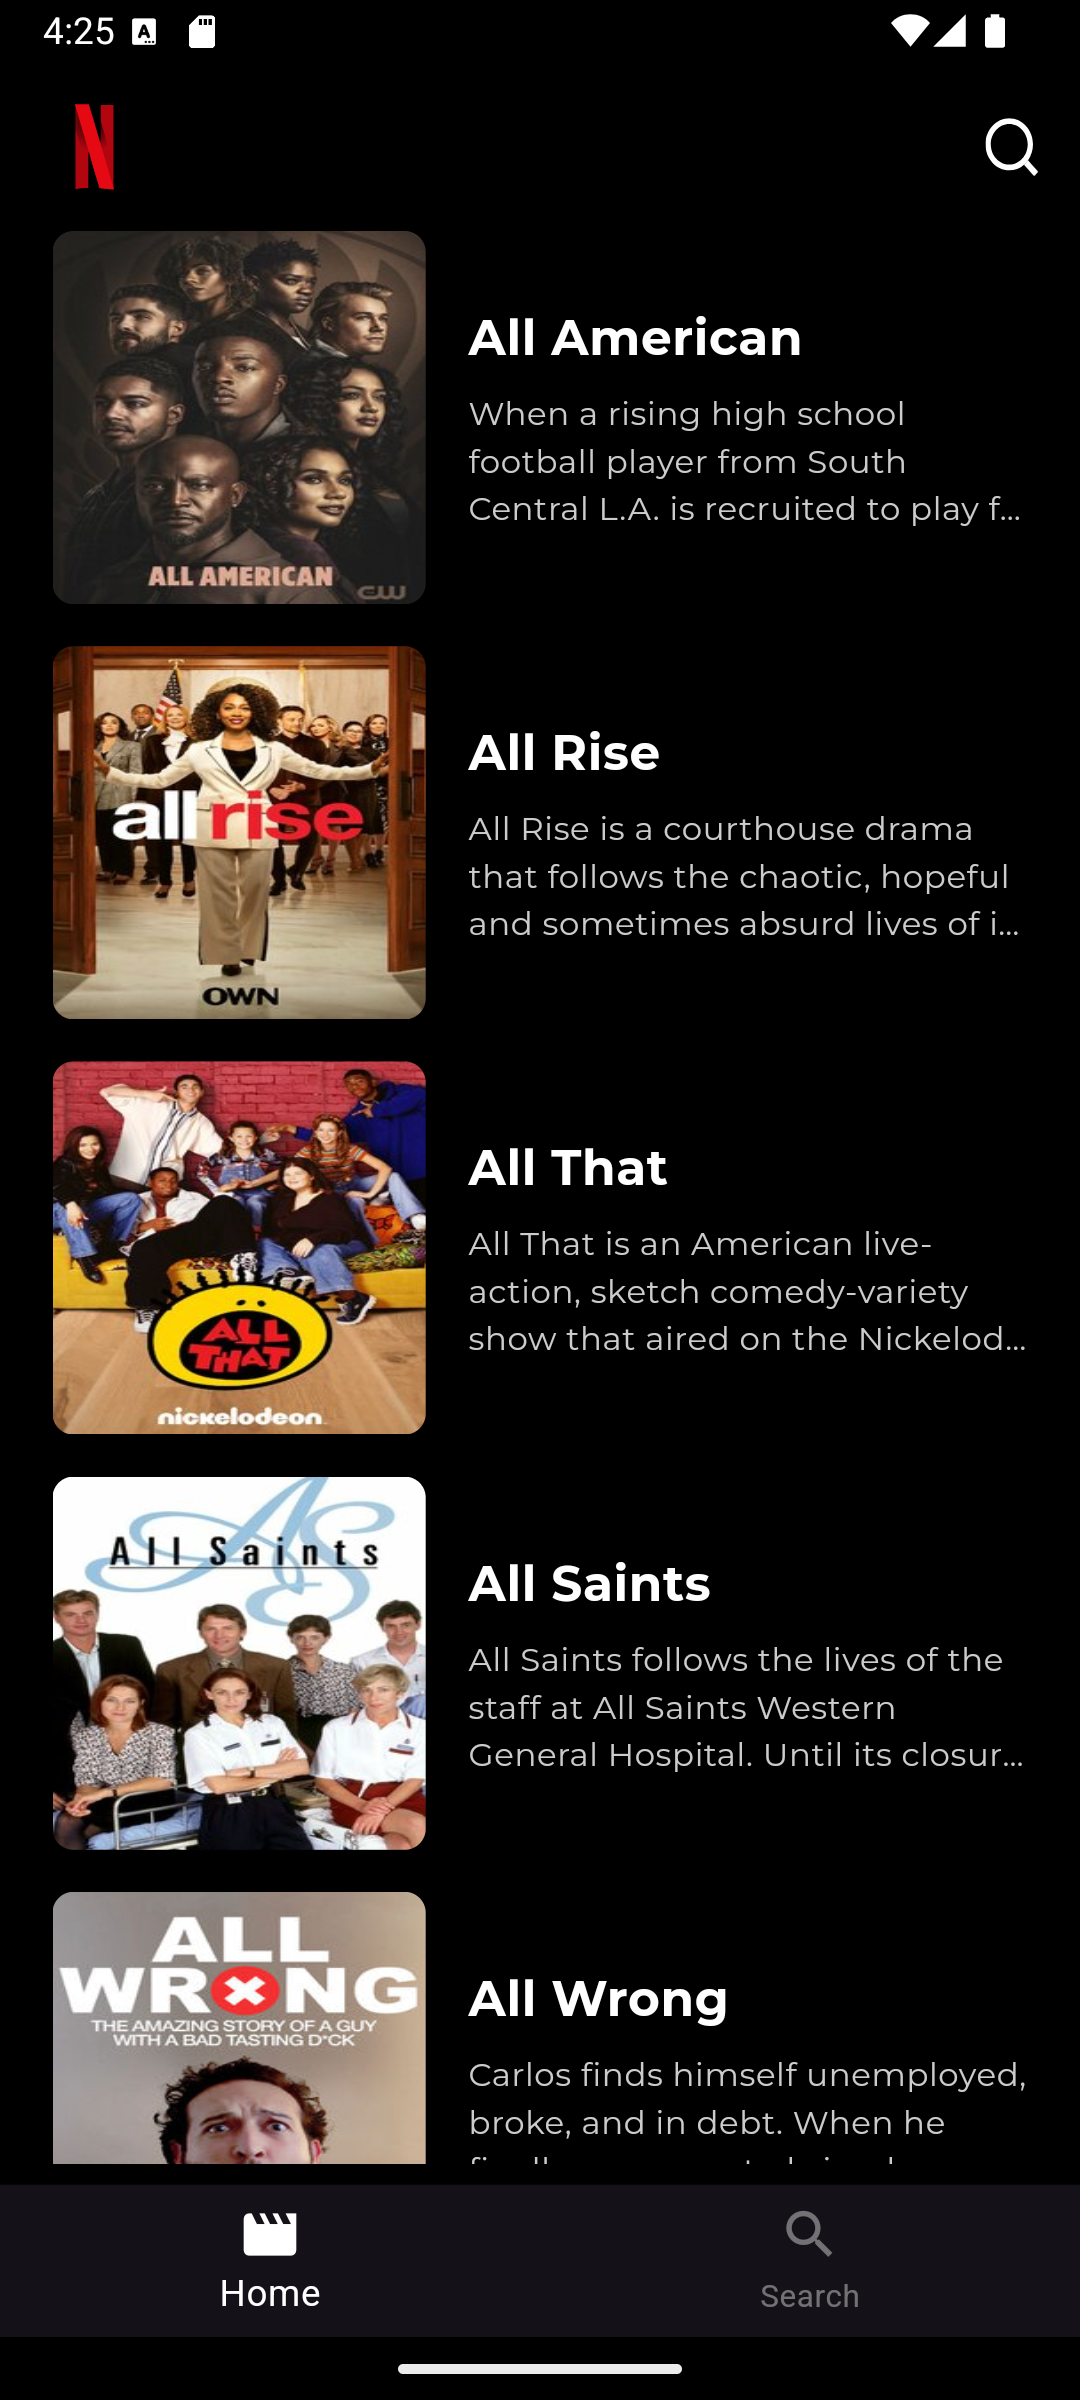 4:25
N
ALL AMERICAN
CW
All American
When a rising high school
football player from South
Central L.A. is recruited to play f...
all rise
OWN
All Rise
All Rise is a courthouse drama
that follows the chaotic, hopeful
and sometimes absurd lives of i...
ALL
THAT
nickelodeon
All That
All That is an American live-
action, sketch comedy-variety
show that aired on the Nickelod...
AS
All Saints
All Saints
All Saints follows the lives of the
staff at All Saints Western
General Hospital. Until its closur...
ALL
WRONG
THE AMAZING STORY OF A GUY
WITH A BAD TASTING D*CK
All Wrong
Carlos finds himself unemployed,
broke, and in debt. When he
Home
Search